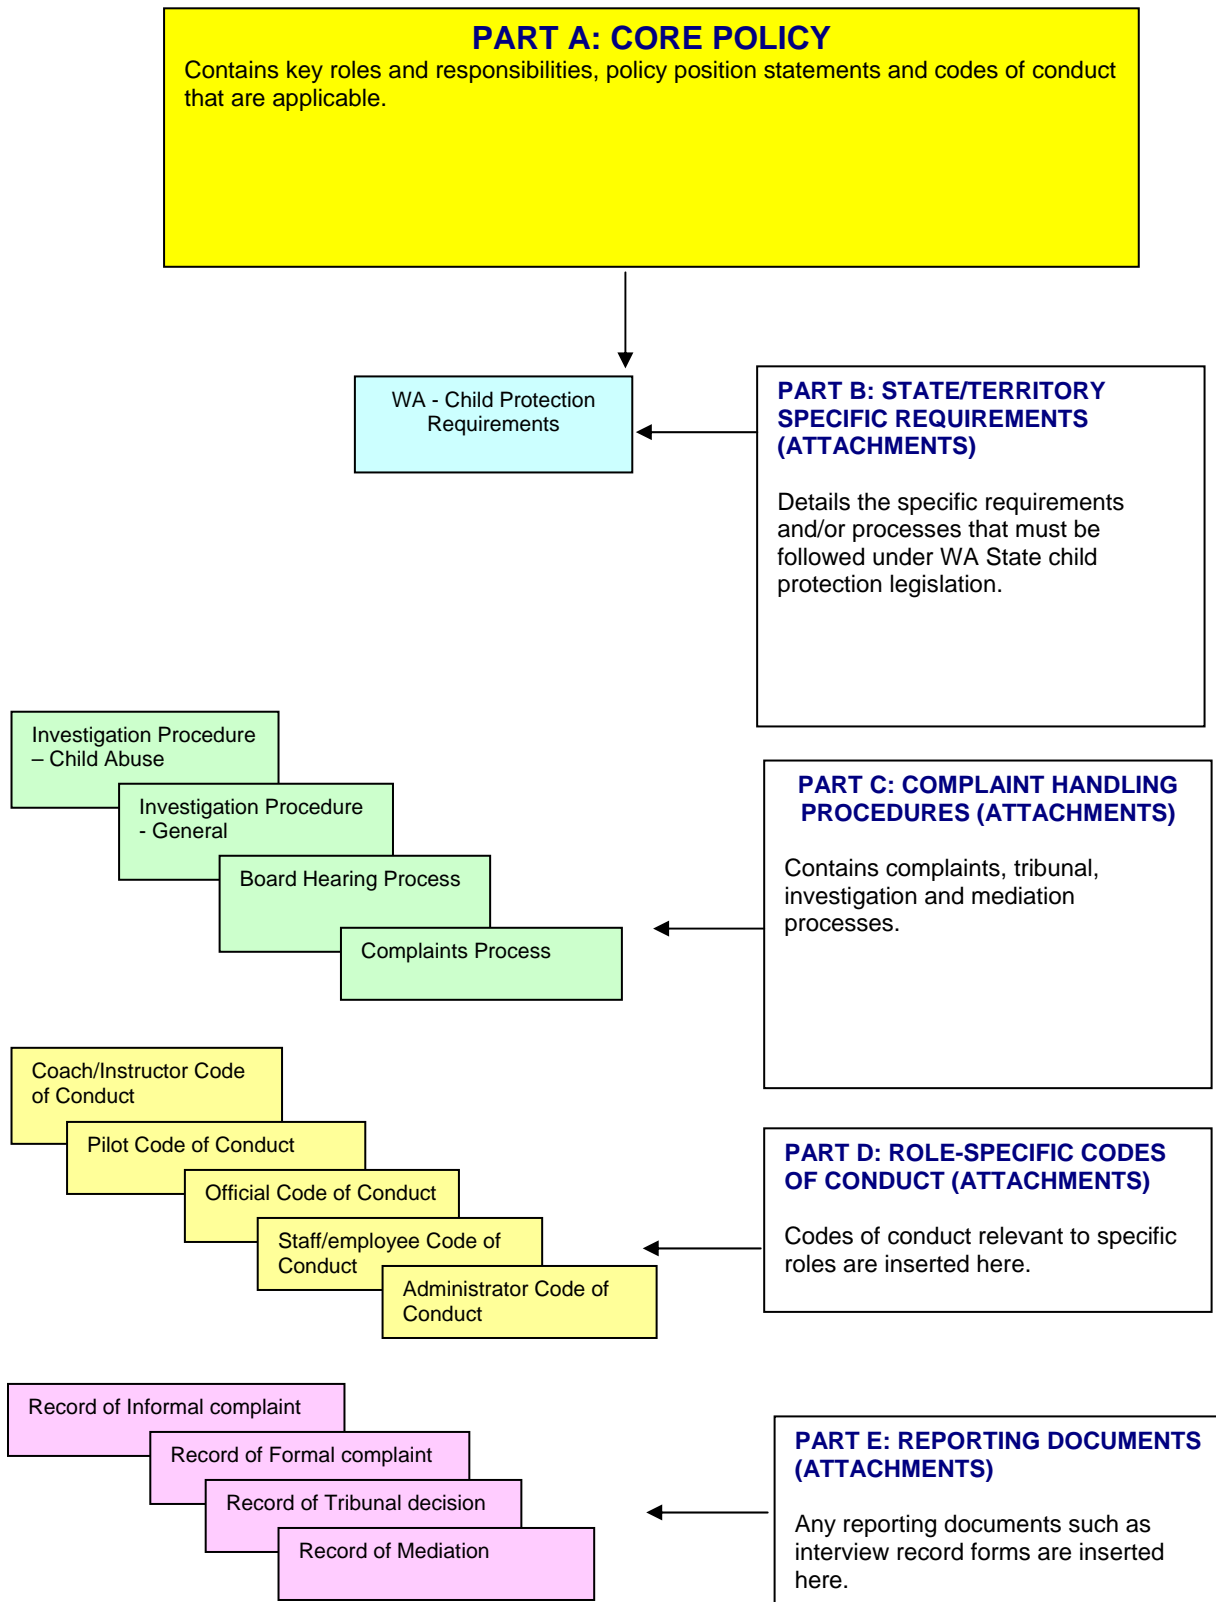 PART A: CORE POLICY
Contains key roles and responsibilities, policy position statements and codes of conduct
that are applicable.
WA - Child Protection
Requirements
PART B: STATE/TERRITORY
SPECIFIC REQUIREMENTS
(ATTACHMENTS)
Details the specific requirements
and/or processes that must be
followed under WA State child
protection legislation.
Investigation Procedure
– Child Abuse
Investigation Procedure
- General
Board Hearing Process
Complaints Process
PART C: COMPLAINT HANDLING
PROCEDURES (ATTACHMENTS)
Contains complaints, tribunal,
investigation and mediation
processes.
Coach/Instructor Code
of Conduct
Pilot Code of Conduct
Official Code of Conduct
Staff/employee Code of
Conduct
Administrator Code of
Conduct
PART D: ROLE-SPECIFIC CODES
OF CONDUCT (ATTACHMENTS)
Codes of conduct relevant to specific
roles are inserted here.
Record of Informal complaint
Record of Formal complaint
Record of Tribunal decision
Record of Mediation
PART E: REPORTING DOCUMENTS
(ATTACHMENTS)
Any reporting documents such as
interview record forms are inserted
here.